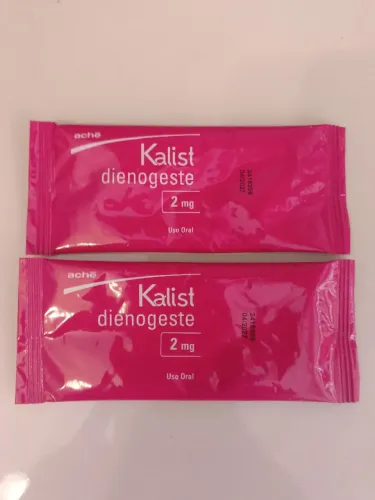 aché
Kalist
dienogeste
2 mg
Uso Oral
aché
Kalist
dienogeste
2 mg
Uso Oral